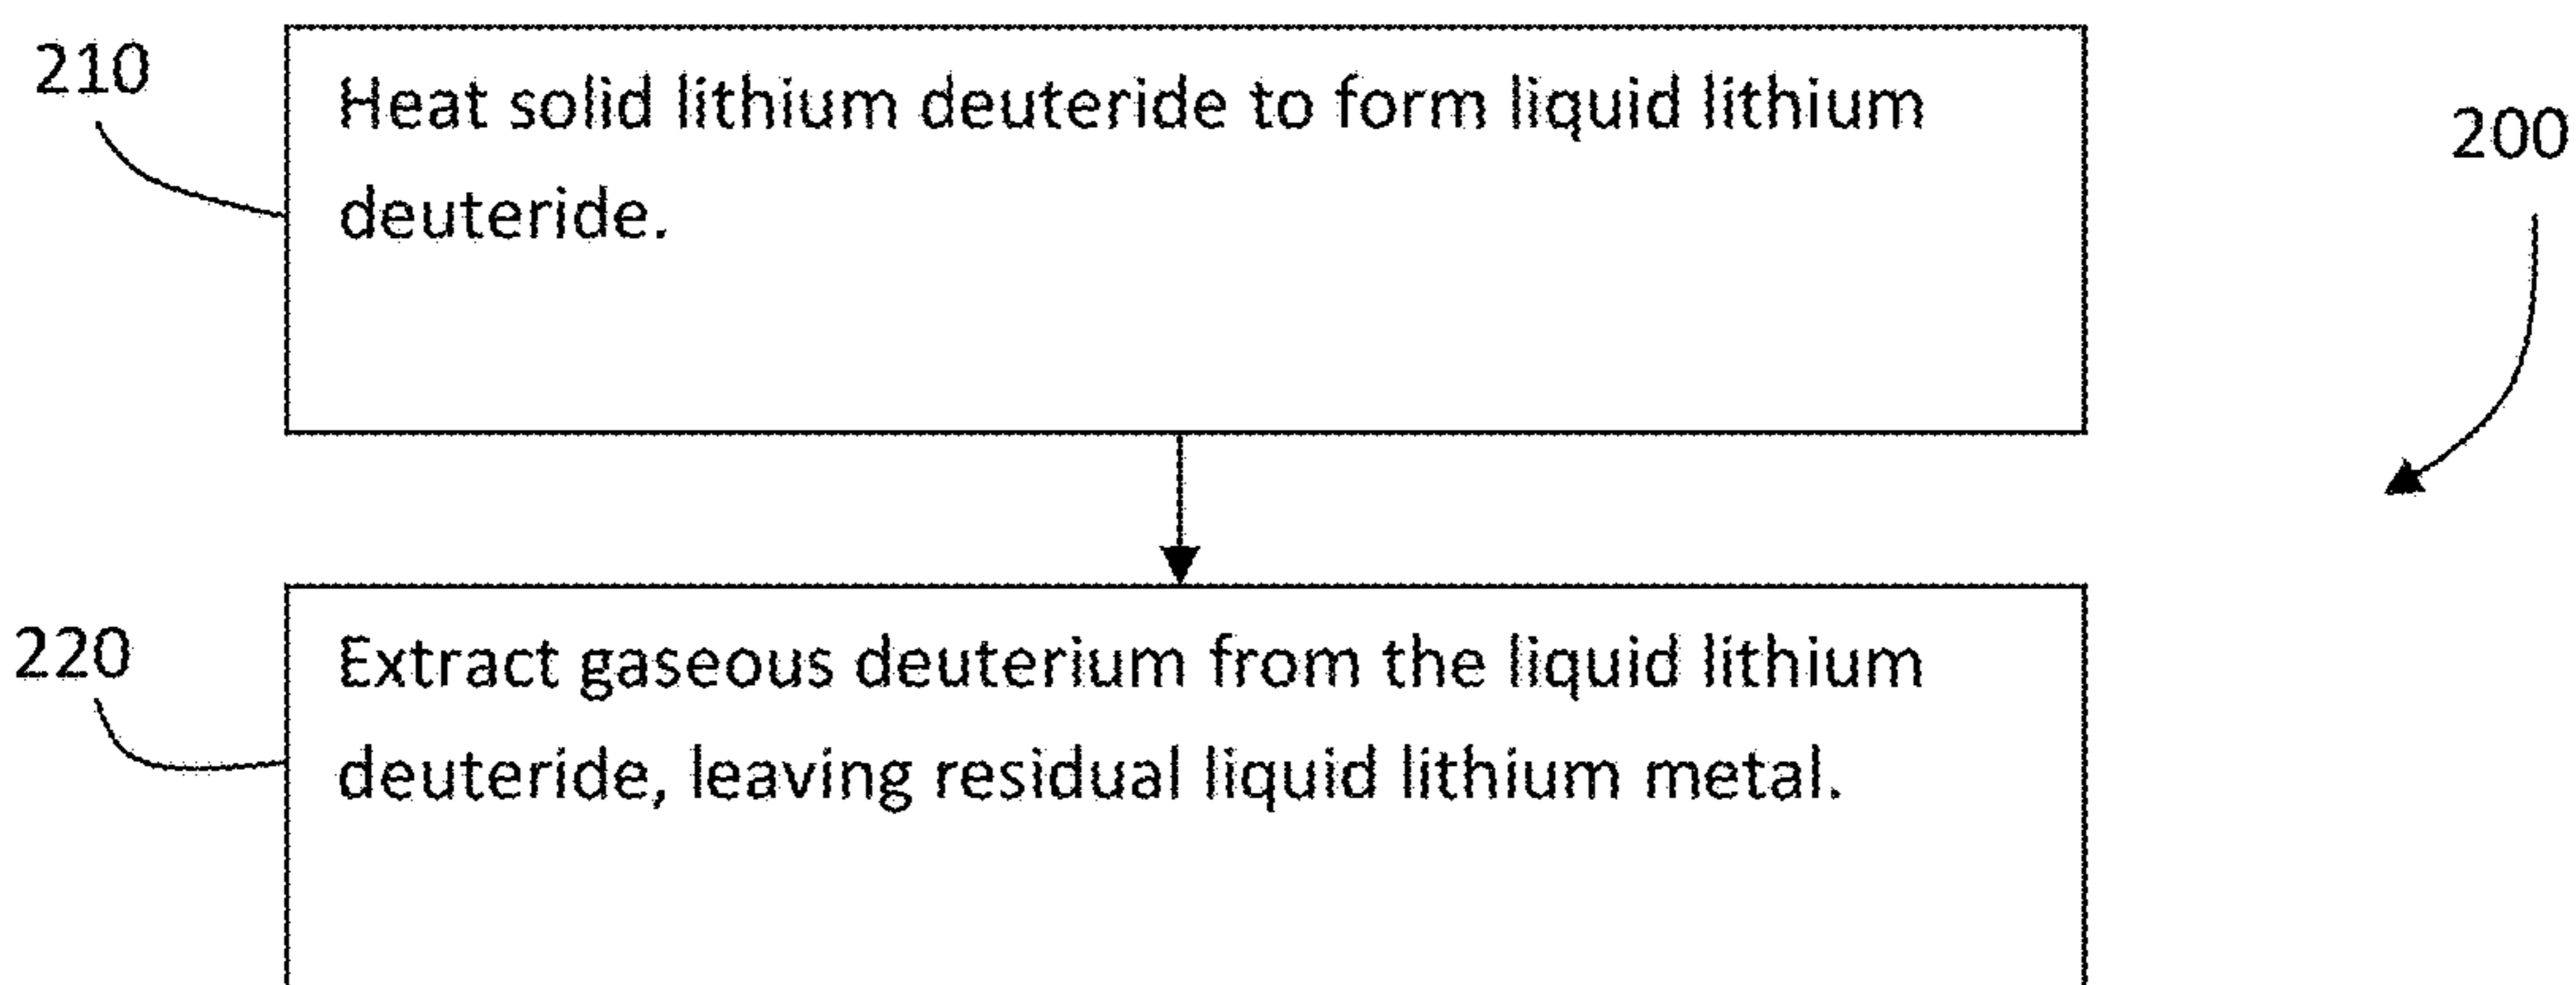 210
Heat solid lithium deuteride to form liquid lithium
deuteride.
200
220
Extract gaseous deuterium from the liquid lithium
deuteride, leaving residual liquid lithium metal.